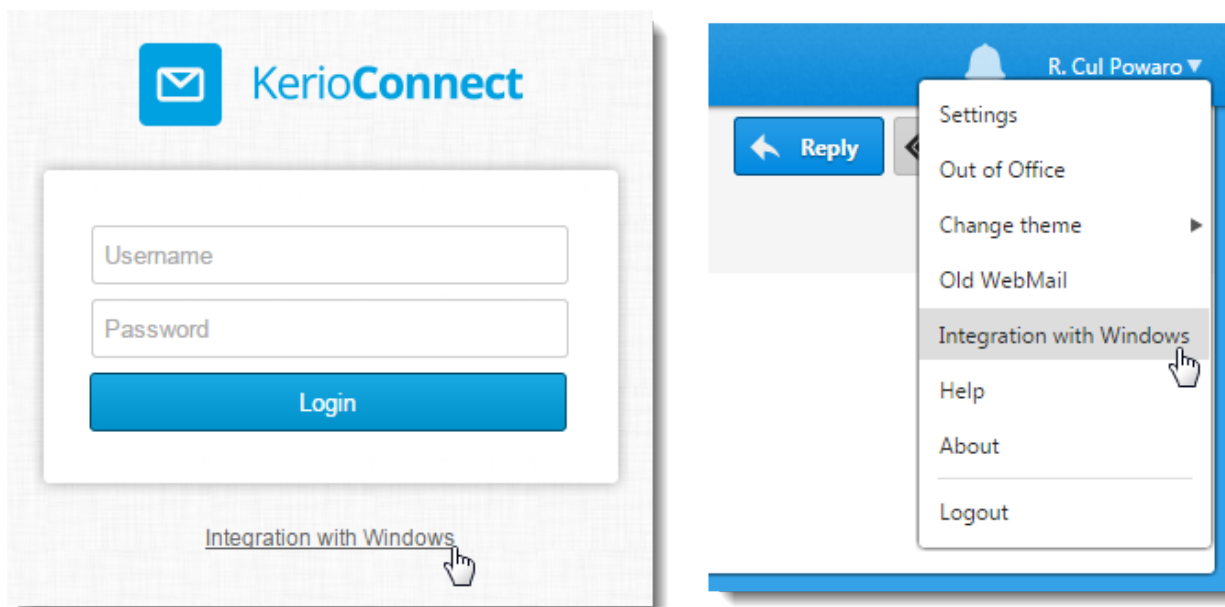 KerioConnect
Username
Password
Login
Integration with Windows
R. Cul Powaro
Reply
Settings
Out of Office
Change theme
Old WebMail
Integration with Windows
Help
About
Logout